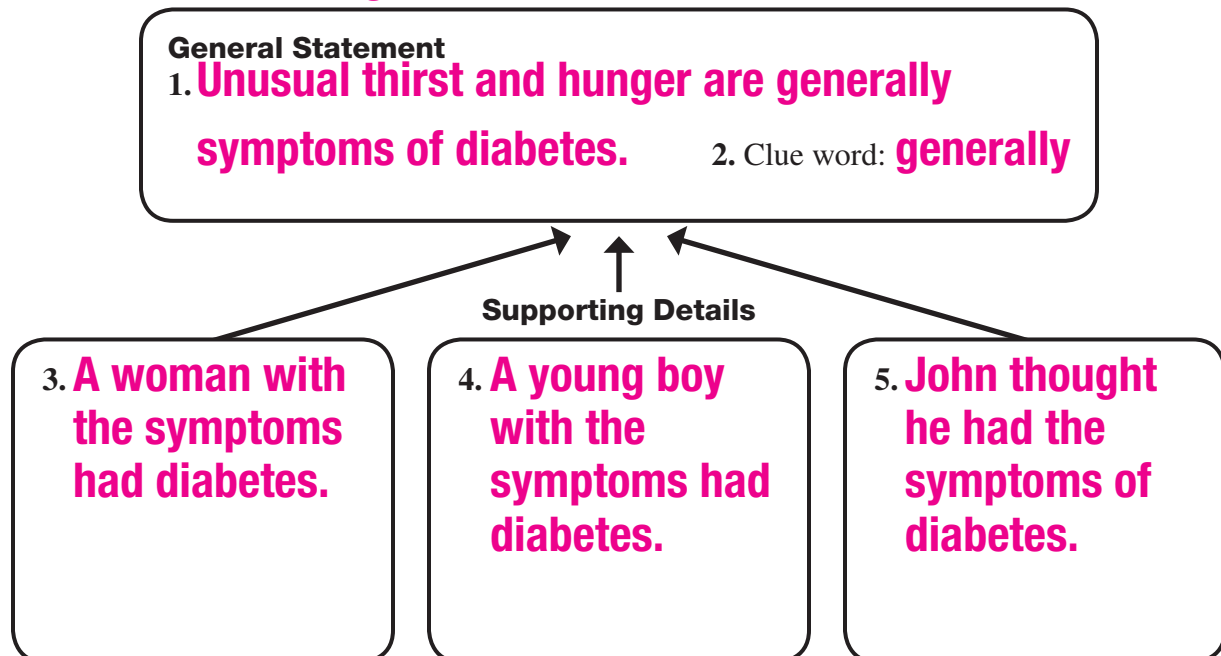 General Statement
1. Unusual thirst and hunger are generally
symptoms of diabetes. 2. Clue word: generally
Supporting Details
3. A woman with
the symptoms
had diabetes.
4. A young boy
with the
symptoms had
diabetes.
5. John thought
he had the
symptoms of
diabetes.